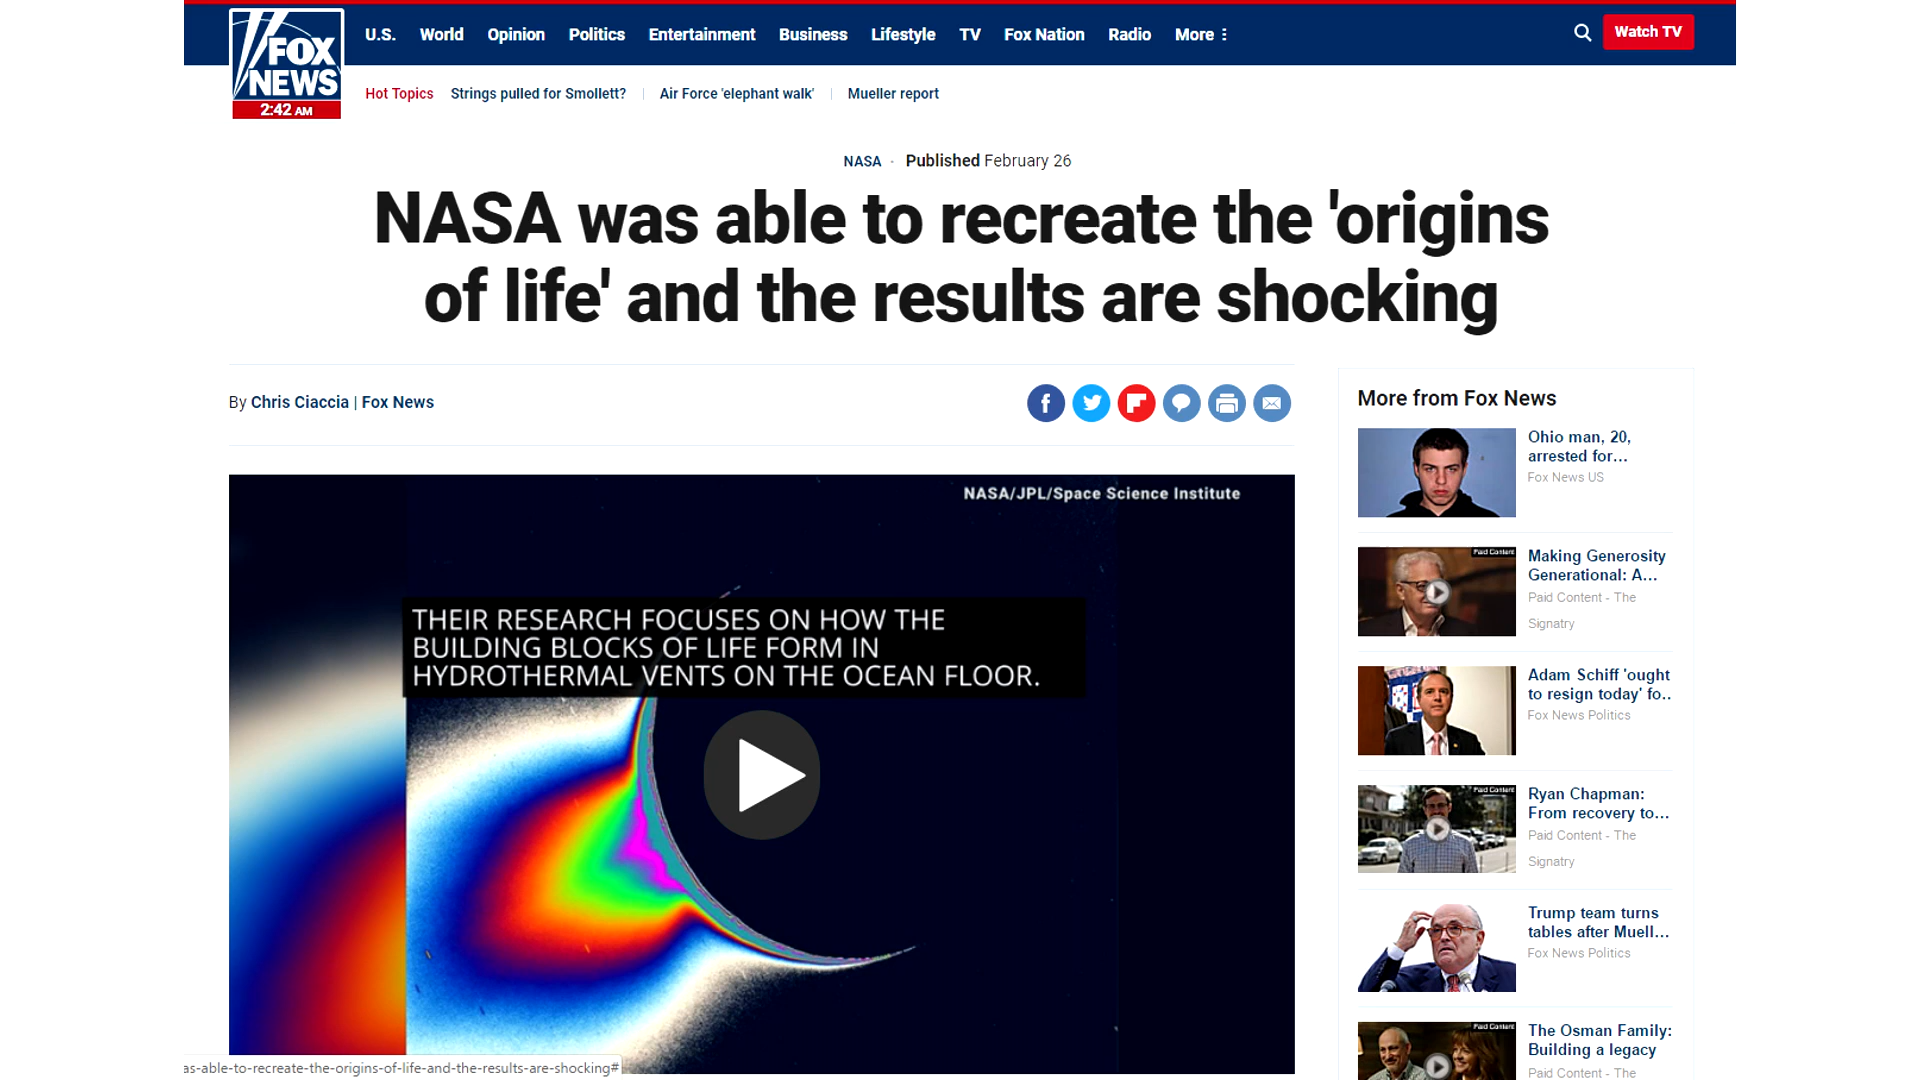 U.S. World Opinion Politics Entertainment Business Lifestyle TV Fox Nation Radio More
Watch TV
FOX
NEWS
2:42 AM
Hot Topics Strings pulled for Smollett? Air Force 'elephant walk' Mueller report
NASA · Published February 26
NASA was able to recreate the 'origins
of life' and the results are shocking
By Chris Ciaccia | Fox News
NASA/JPL/Space Science Institute
THEIR RESEARCH FOCUSES ON HOW THE
BUILDING BLOCKS OF LIFE FORM IN
HYDROTHERMAL VENTS ON THE OCEAN FLOOR.
as-able-to-recreate-the-origins-of-life-and-the-results-are-shocking#
More from Fox News
Ohio man, 20,
arrested for...
Fox News US
Paid Content
Making Generosity
Generational: A...
Paid Content - The
Signatry
Adam Schiff 'ought
to resign today' fo..
Fox News Politics
Paid Content
Ryan Chapman:
From recovery to...
Paid Content - The
Signatry
Trump team turns
tables after Muell...
Fox News Politics
Paid Content
The Osman Family:
Building a legacy
Paid Content - The